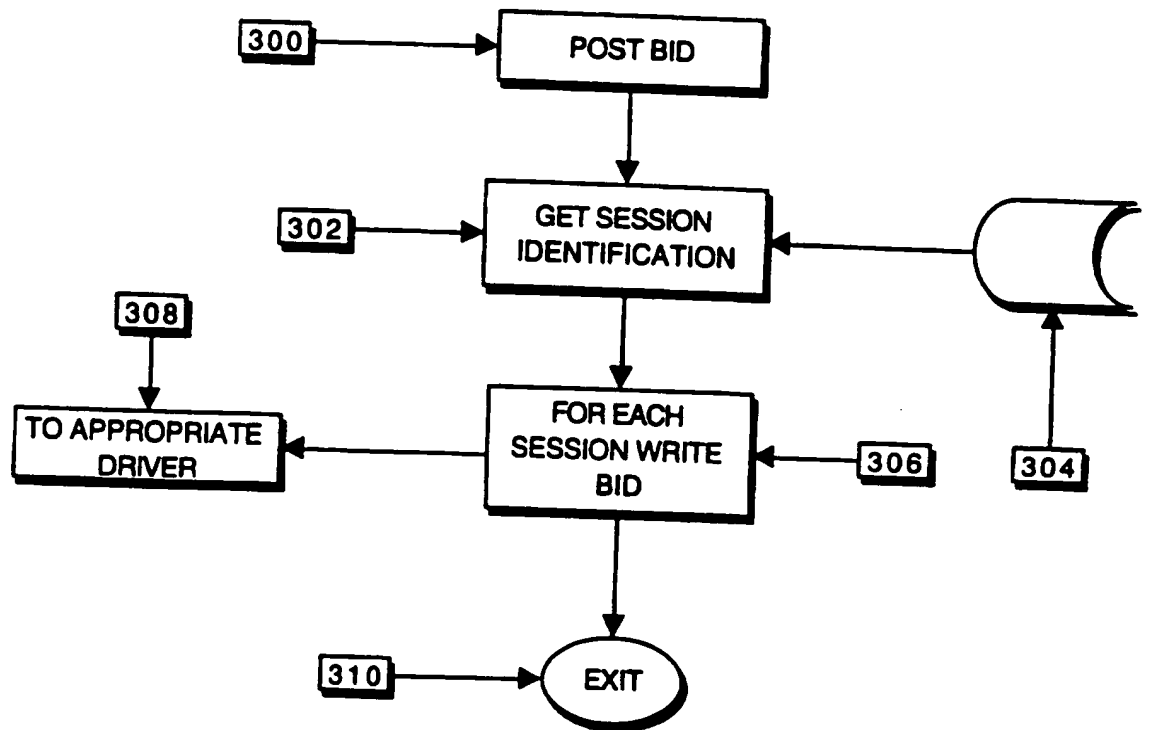 300
POST BID
302
GET SESSION
IDENTIFICATION
308
TO APPROPRIATE
DRIVER
FOR EACH
SESSION WRITE
BID
306
304
310
EXIT